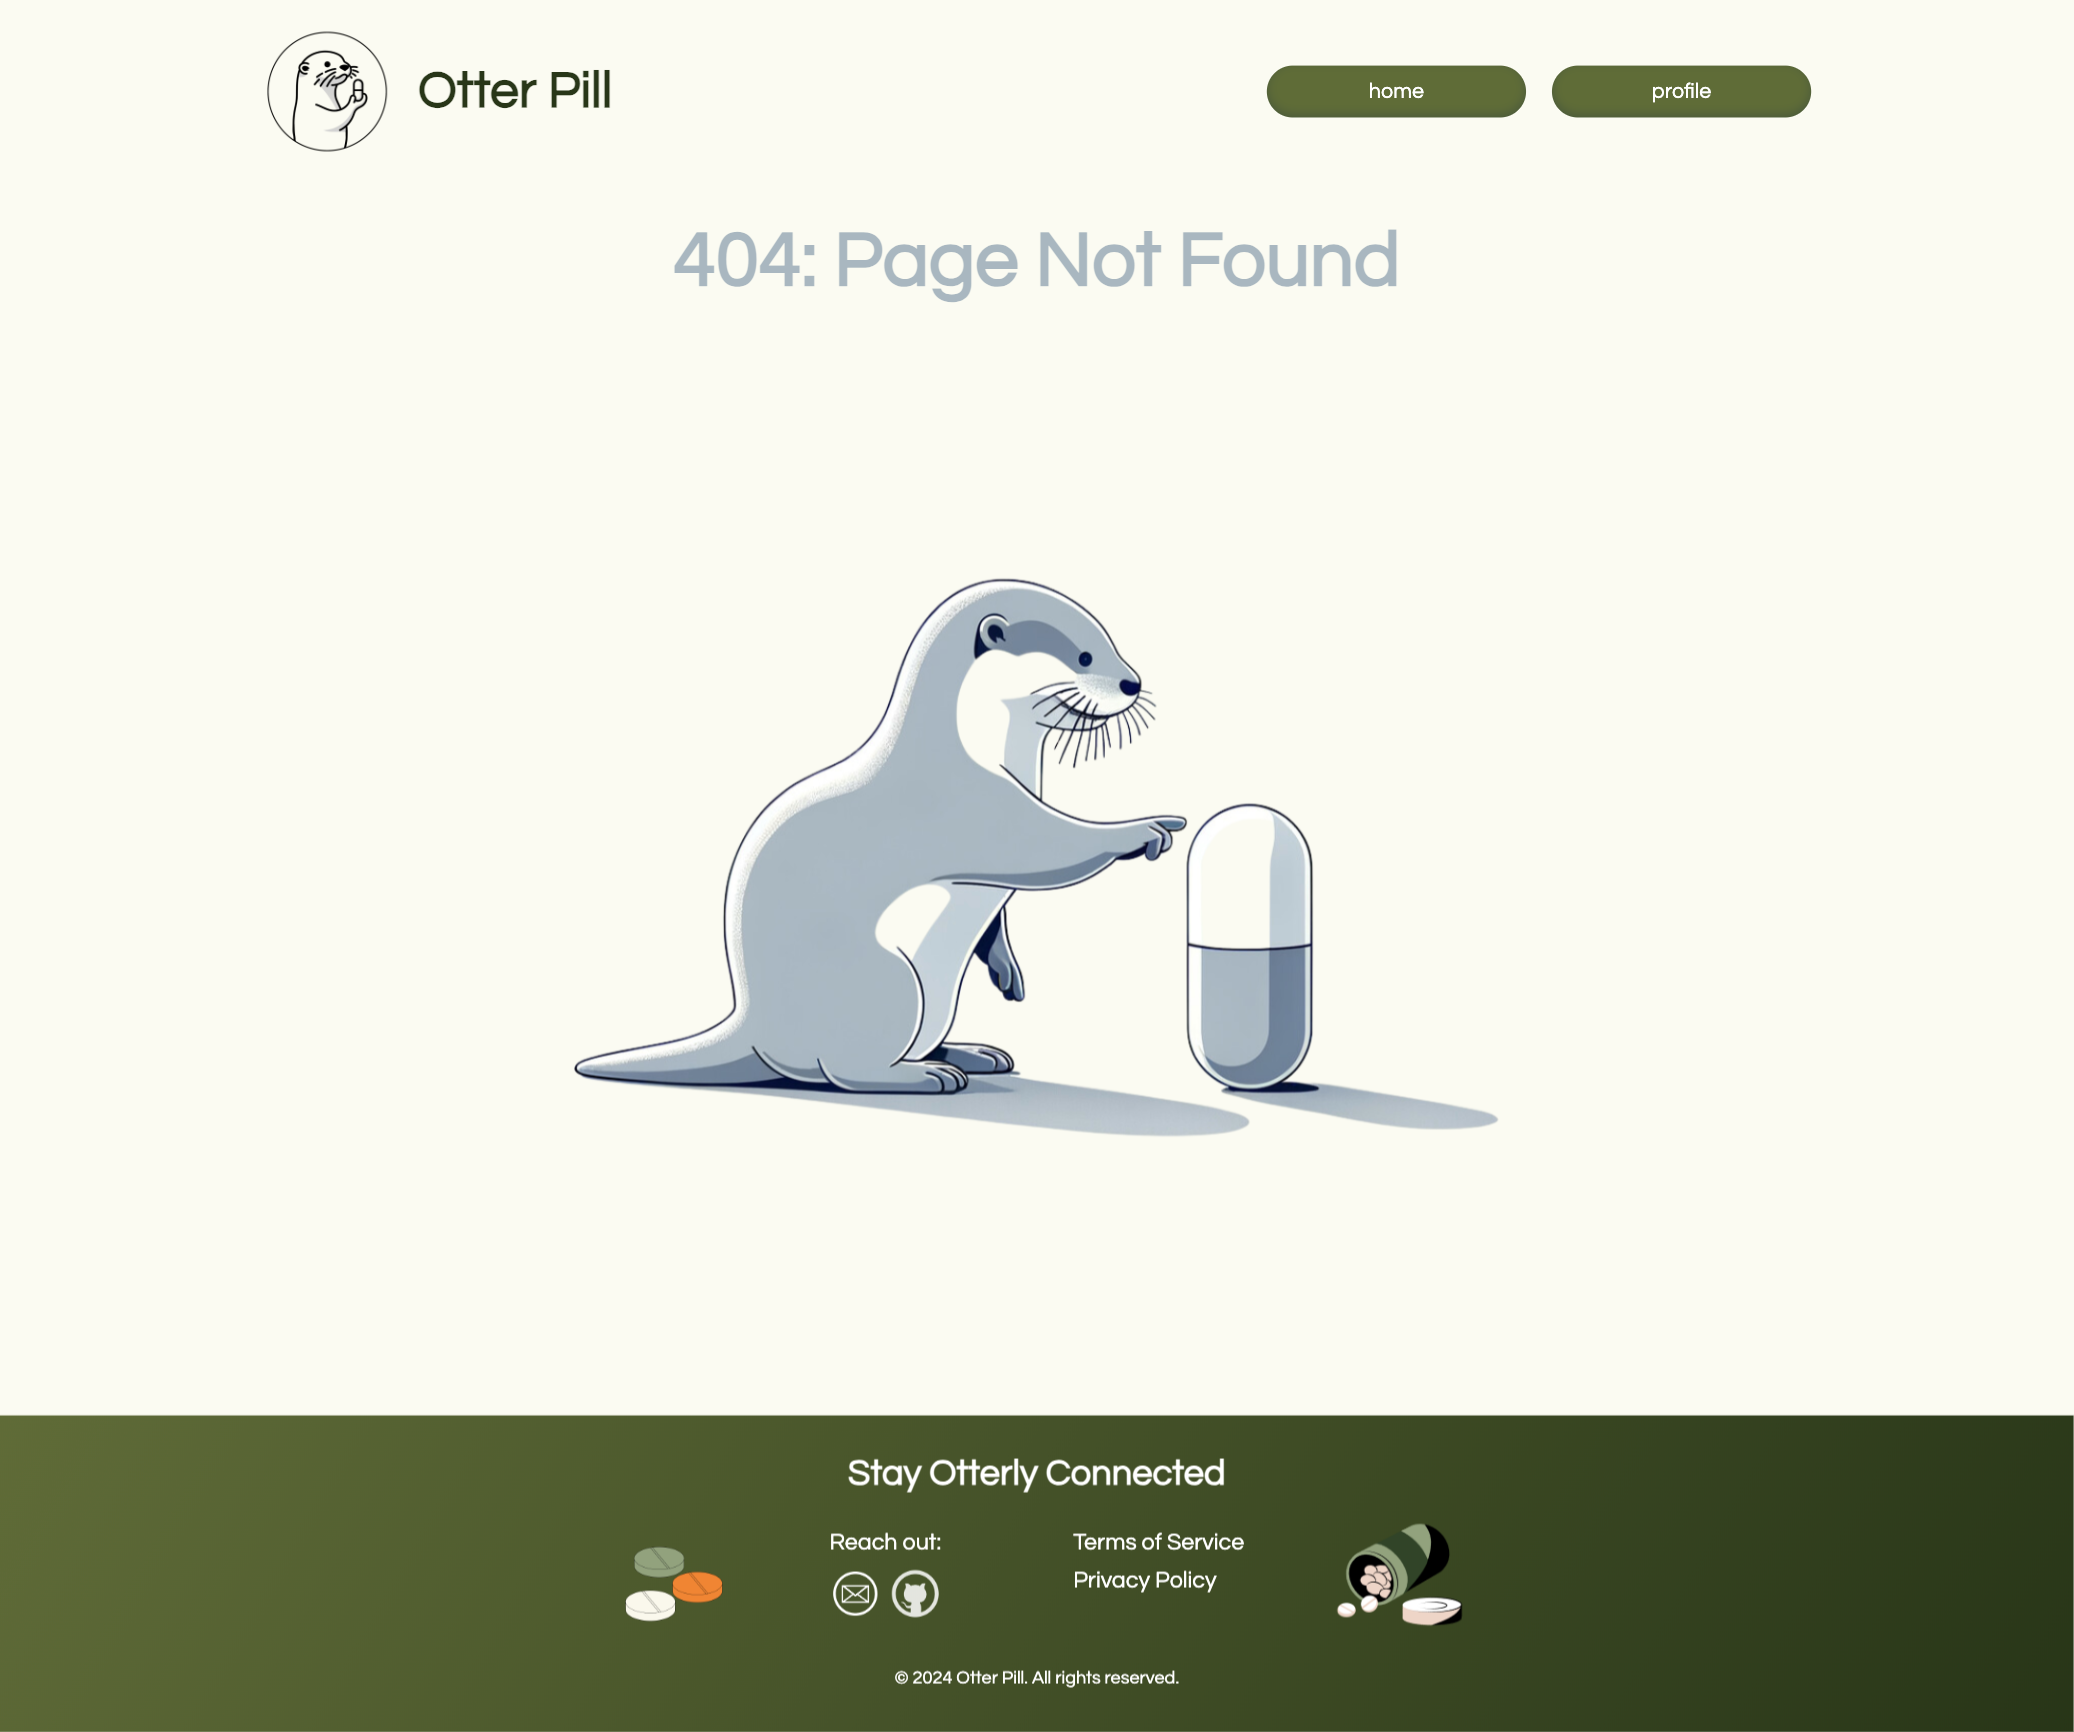 Otter Pill
home
profile
404: Page Not Found
Stay Otterly Connected
Reach out:
Terms of Service
Privacy Policy
© 2024 Otter Pill. All rights reserved.